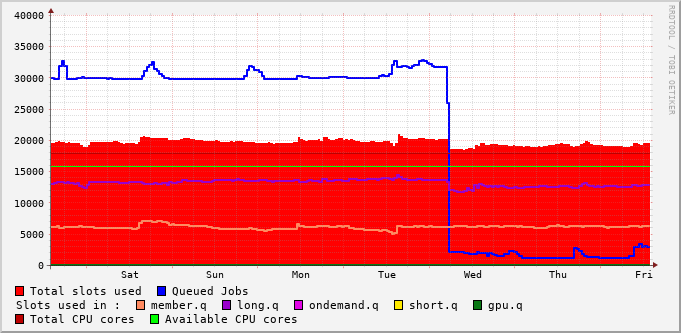 40000
35000
30000
25000
20000
15000
10000
5000
0
Sat Sun Mon Tue Wed Thu Fri
Total slots used Queued Jobs
Slots used in : member.q long.q ondemand.q short.q gpu.q
Total CPU cores Available CPU cores
RRDTOOL / TOBI OETIKER